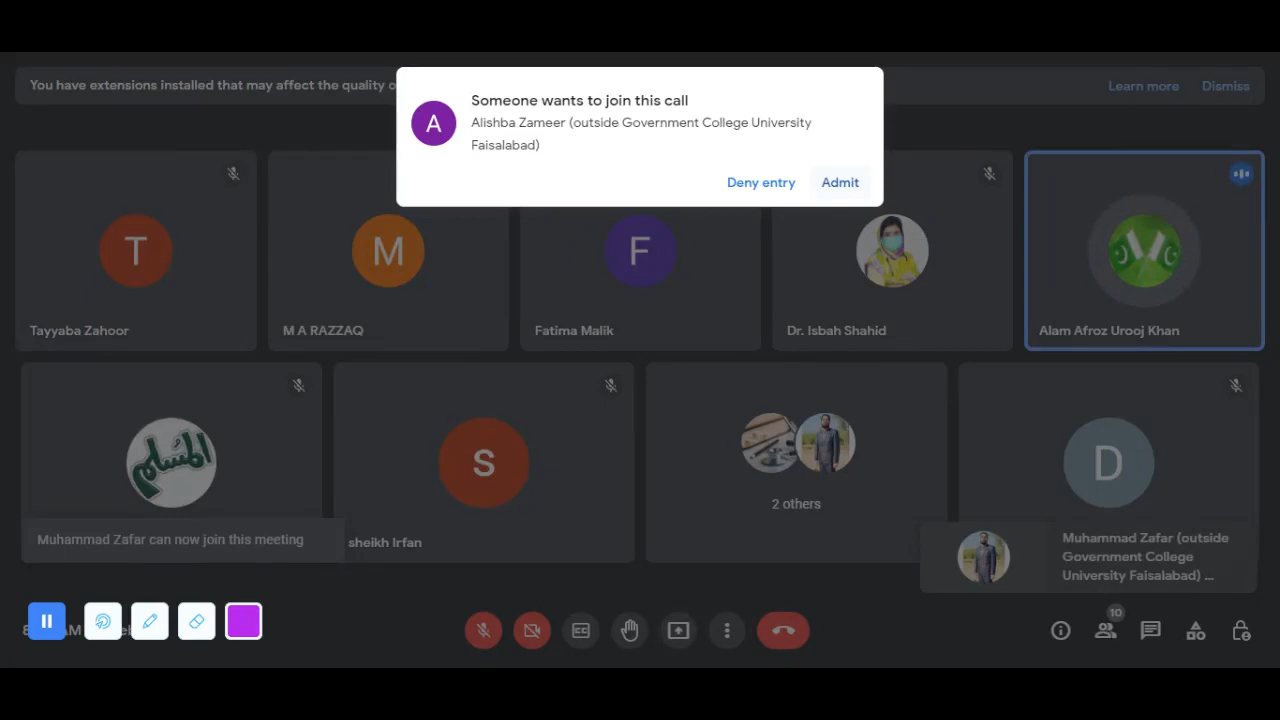 You have extensions installed that may affect the quality o
Learn more
Dismiss
Someone wants to join this call
A
Alishba Zameer (outside Government College University
Faisalabad)
Deny entry
Admit
T
M
F
Tayyaba Zahoor
M A RAZZAQ
Fatima Malik
Dr. Isbah Shahid
Alam Afroz Urooj Khan
المسلم
S
2 others
D
Muhammad Zafar can now join this meeting
sheikh Irfan
Muhammad Zafar (outside
Government College
University Faisalabad) ...
10